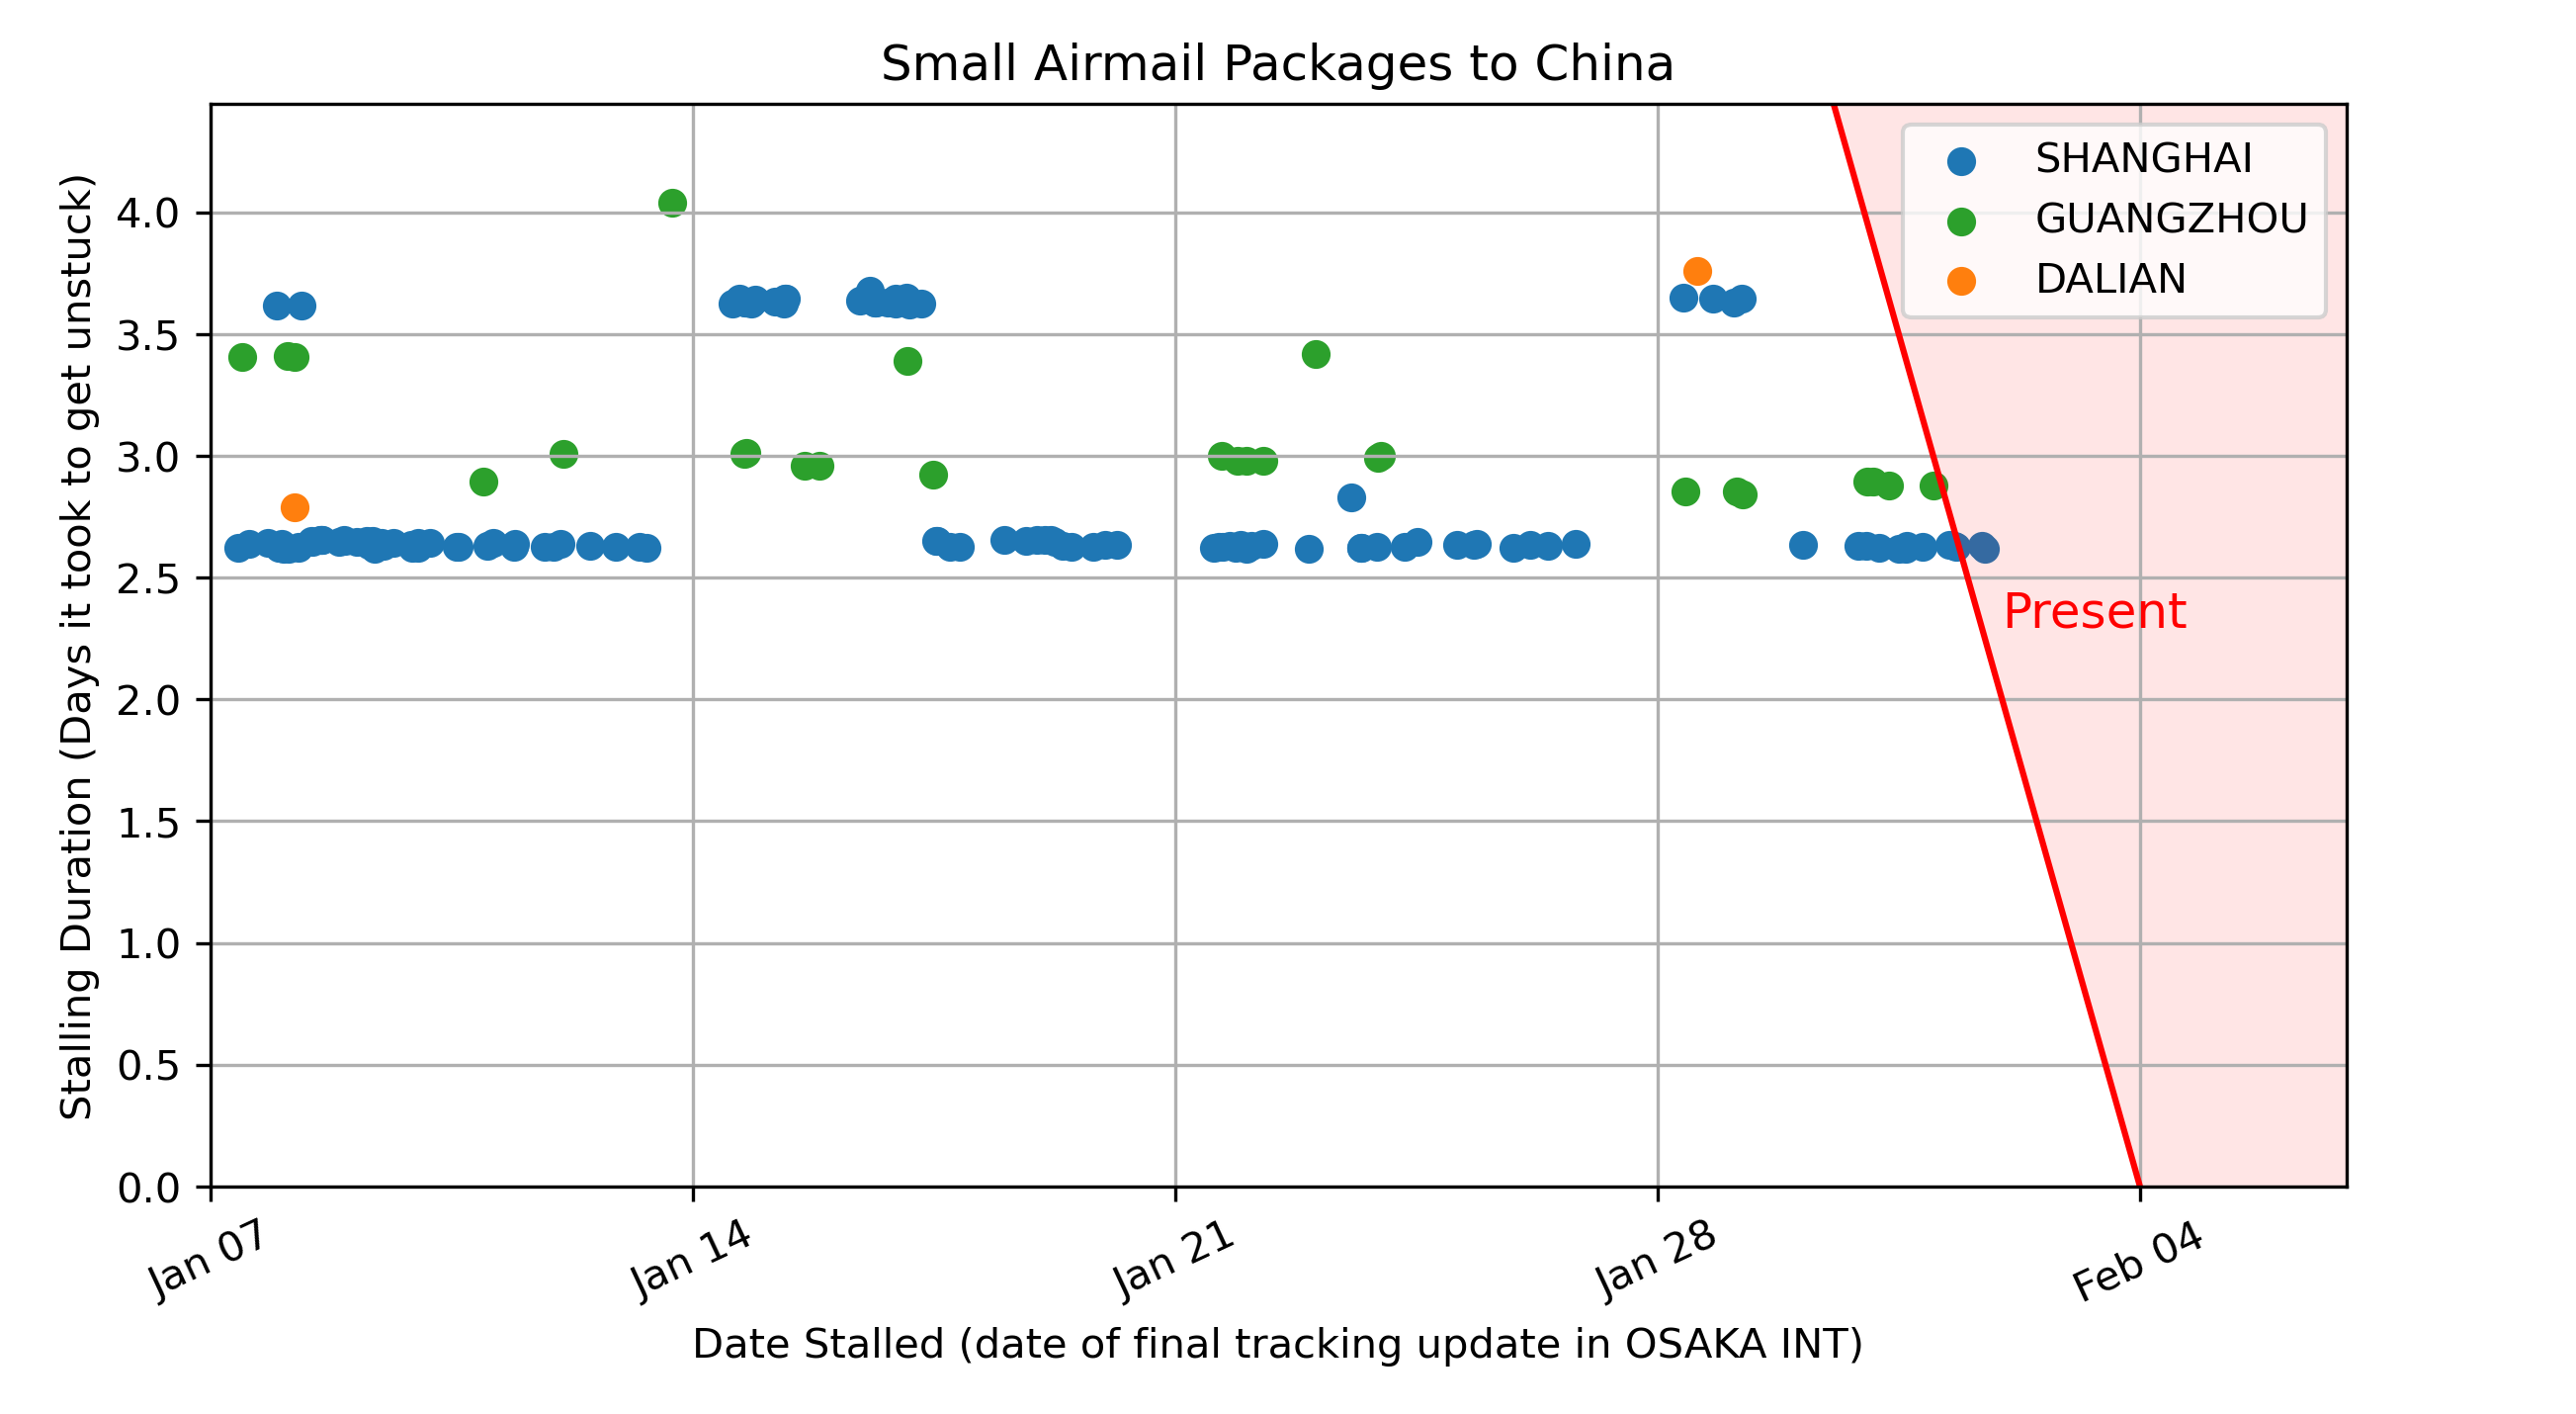 Small Airmail Packages to China
Stalling Duration (Days it took to get unstuck)
4.0
3.5
3.0
2.5
2.0
1.5
1.0
0.5
0.0
SHANGHAI
GUANGZHOU
DALIAN
Present
Jan 07
Jan 14
Jan 21
Jan 28
Feb 04
Date Stalled (date of final tracking update in OSAKA INT)